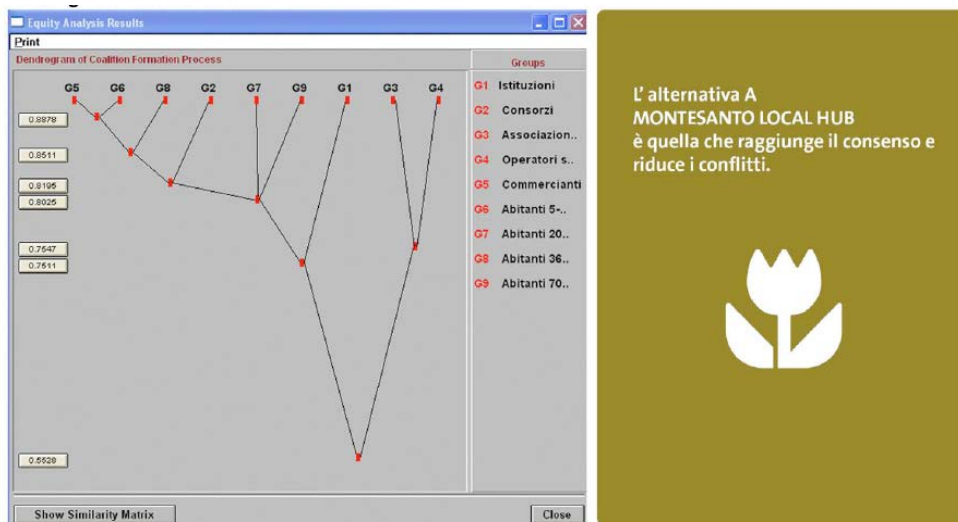 Equity Analysis Results
Print
Dendrogram of Coalition Formation Process
Groups
G5 G6 G8 G2 G7 G9 G1 G3 G4
0.8878
0.8511
0.8195
0.8025
0.7547
0.7511
0.5528
G1 Istituzioni
G2 Consorzi
G3 Associazion..
G4 Operatori s..
G5 Commercianti
G6 Abitanti 5-..
G7 Abitanti 20..
G8 Abitanti 36..
G9 Abitanti 70..
Show Similarity Matrix
Close
L' alternativa A
MONTESANTO LOCAL HUB
è quella che raggiunge il consenso e
riduce i conflitti.